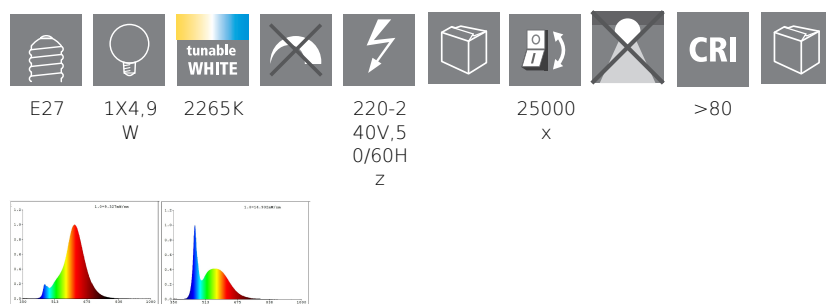 tunable
WHITE
CRI
E27
1X4,9
W
2265K
220-2
40V,5
0/60H
z
25000
x
>80